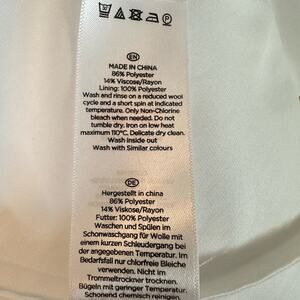 30
P
EN
MADE IN CHINA
86% Polyester
14% Viscose/Rayon
Lining: 100% Polyester
Wash and rinse on a reduced wool
cycle and a short spin at indicated
temperature. Only Non-Chlorine
bleach when needed. Do not
tumble dry. Iron on low heat
maximum 110°C, Delicate dry clean.
Wash inside out
Wash with Similar colours
DE
Hergestellt in china
86% Polyester
14% Viscose/Rayon
Futter: 100% Polyester
Waschen und Spülen im
Schonwaschgang für Wolle mit
einem kurzen Schleudergang bei
der angegebenen Temperatur. Im
Bedarfsfall nur chlorfreie Bleiche
verwenden. Nicht im
Trommeltrockner trocknen.
Bügeln mit geringer Temperatur.
Schonend chemisch reinigen.